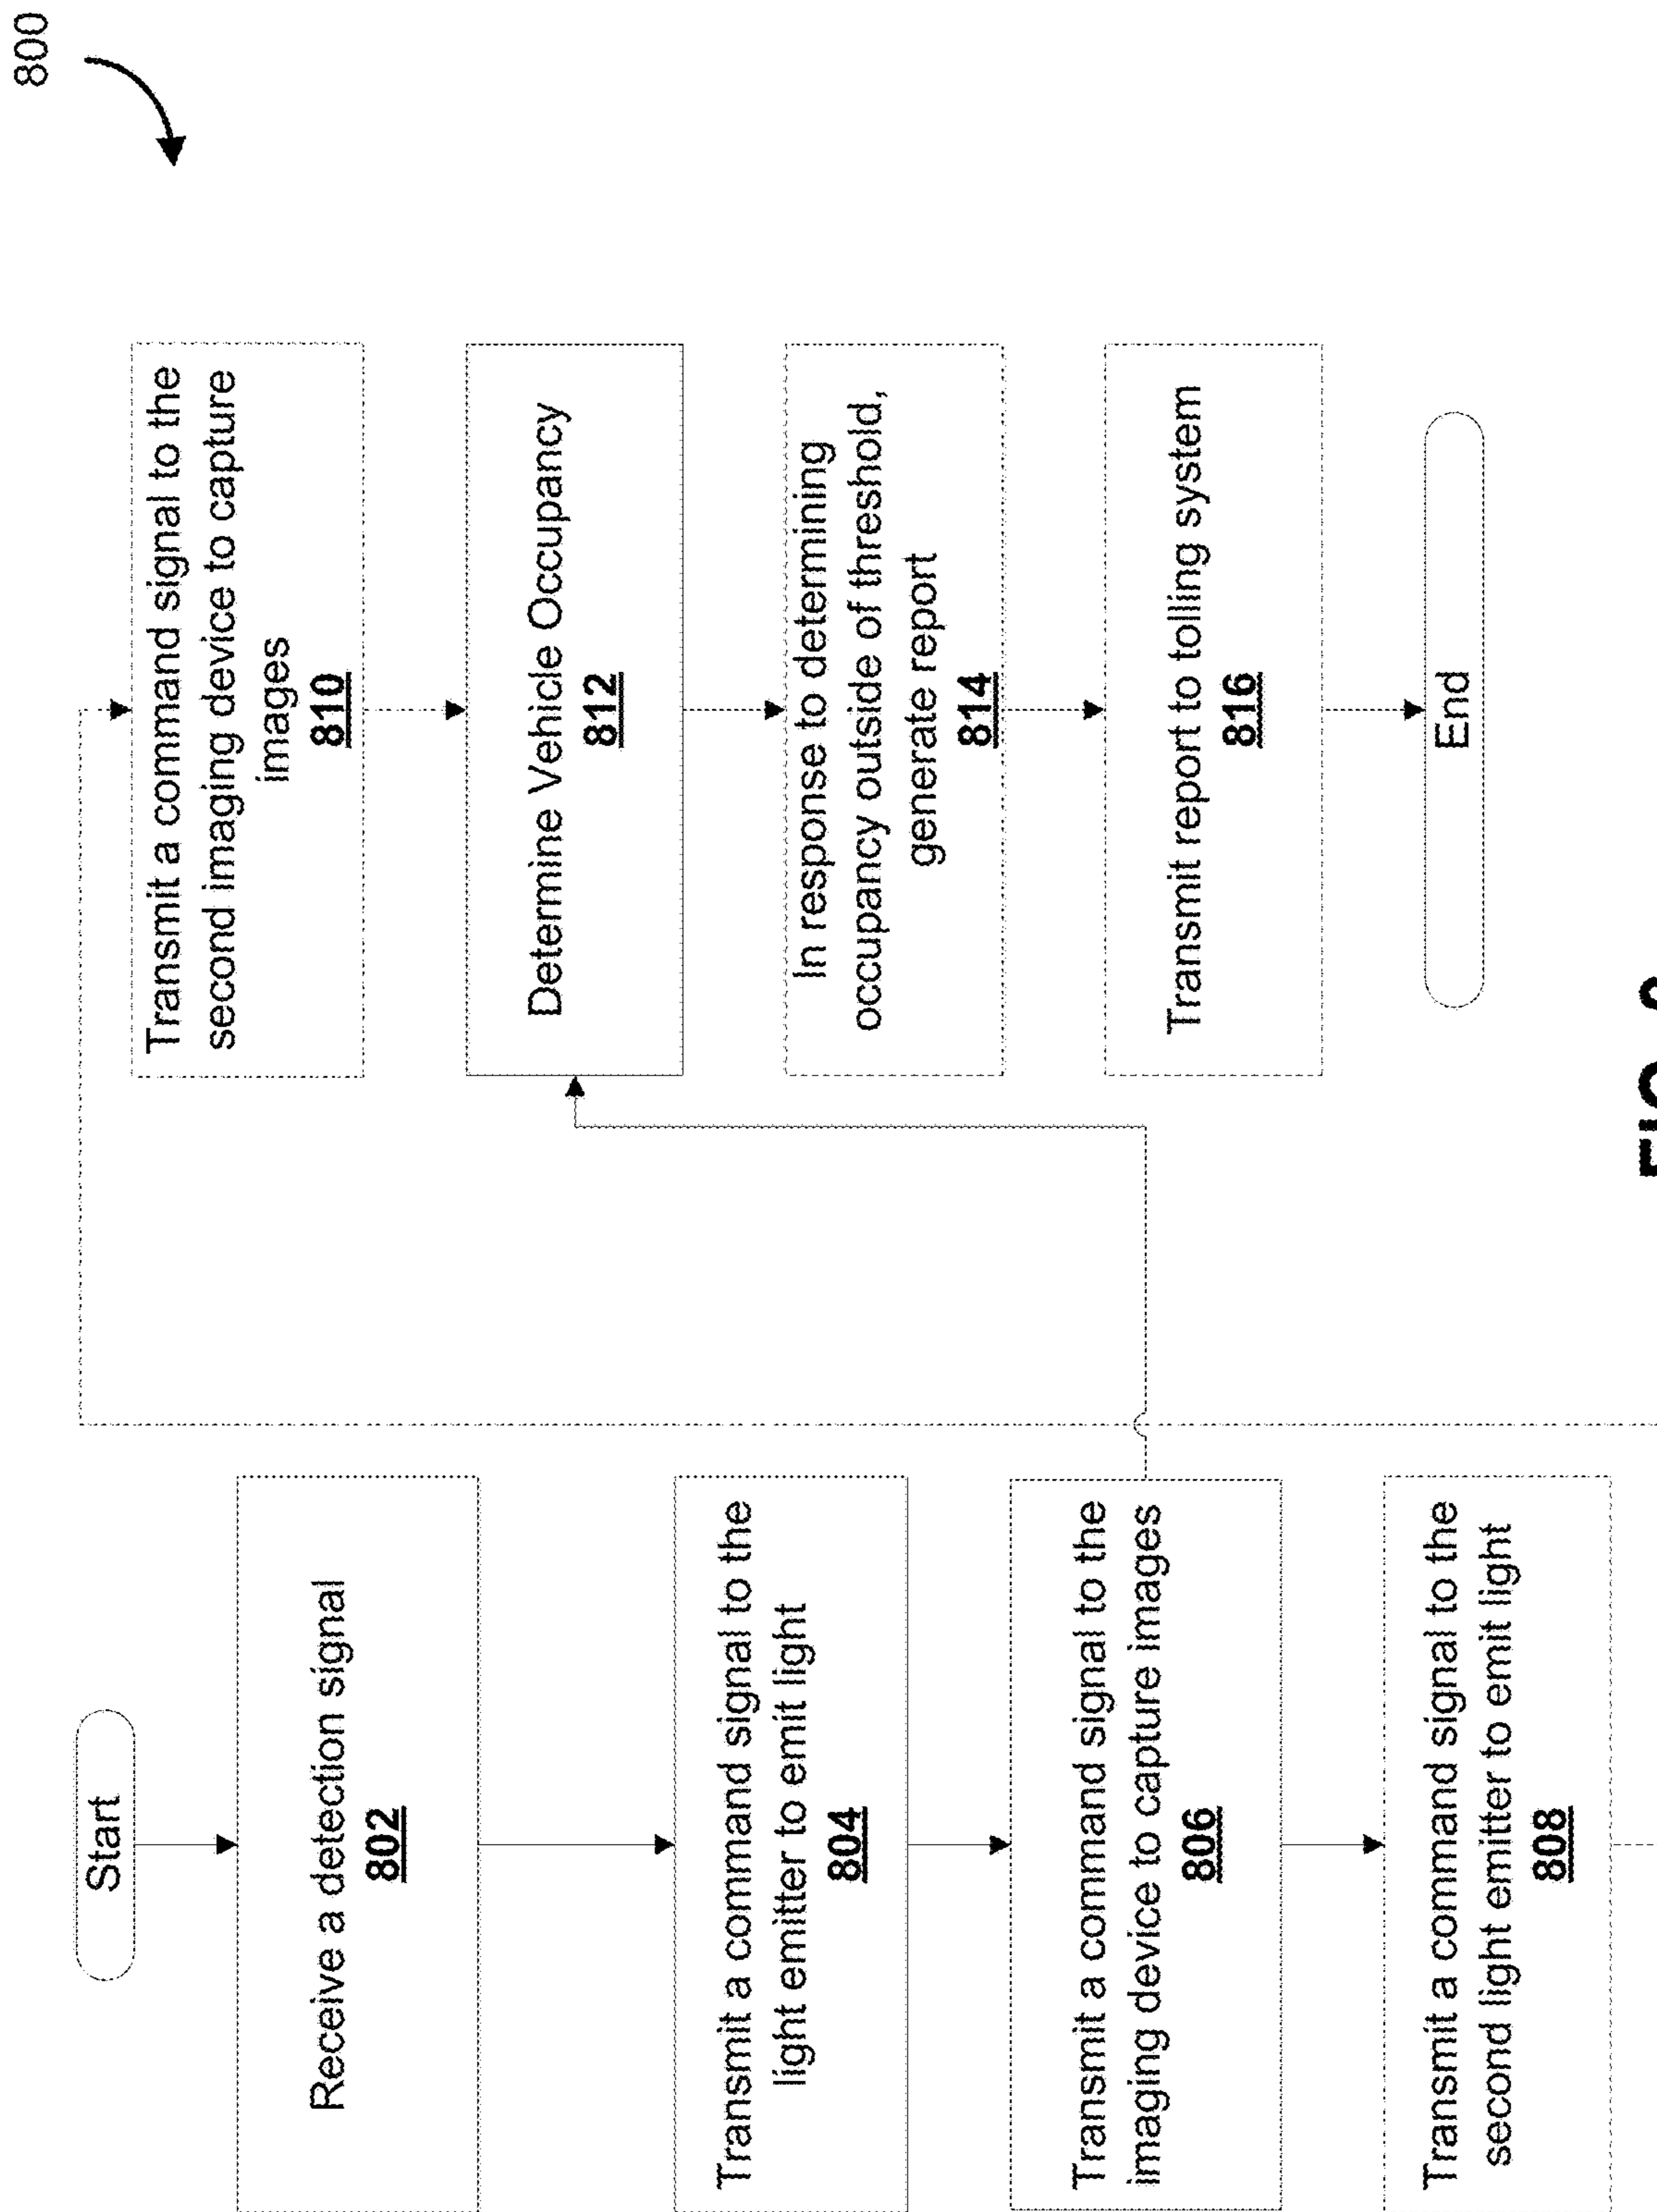 800
Start
Receive a detection signal
802
Transmit a command signal to the
light emitter to emit light
804
Transmit a command signal to the
imaging device to capture images
806
Transmit a command signal to the
second light emitter to emit light
808
Transmit a command signal to the
second imaging device to capture
images
810
Determine Vehicle Occupancy
812
In response to determining
occupancy outside of threshold,
generate report
814
Transmit report to tolling system
816
End